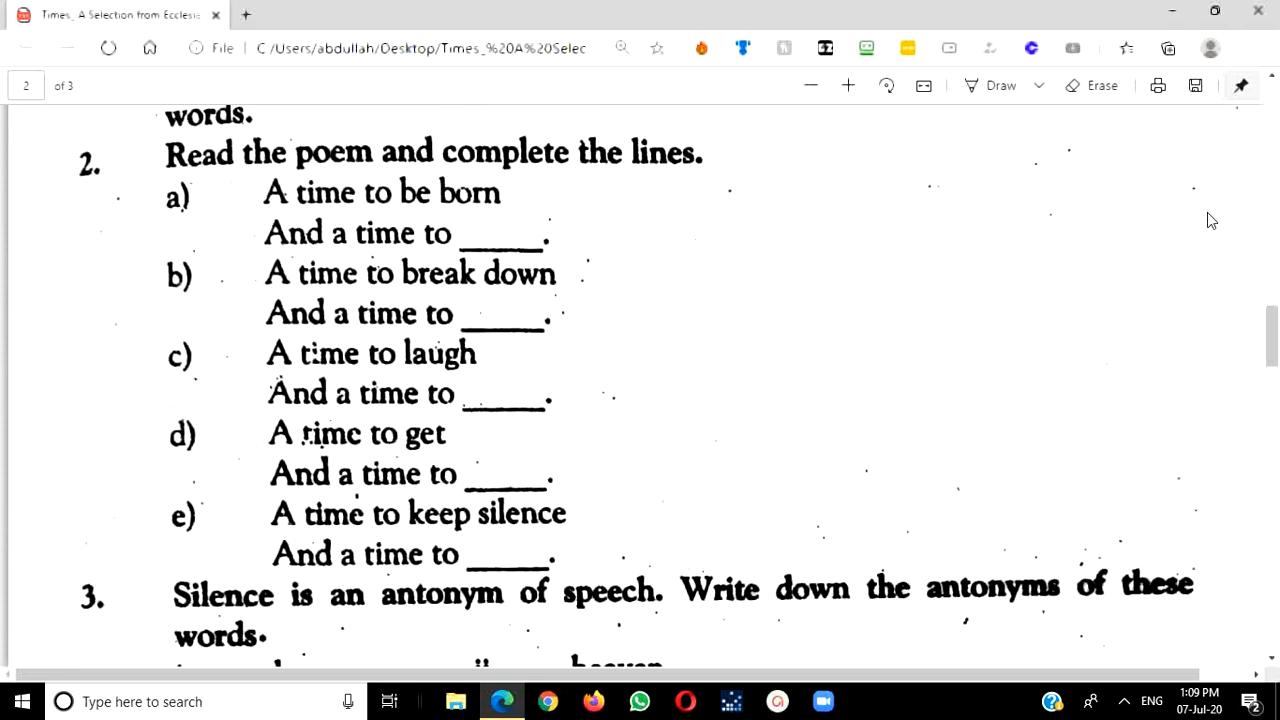 Times_ A Selection from Ecclesia
File | C:/Users/abdullah/Desktop/Times_%20A%20Selec
2 of 3
Draw
Erase
words.
2. Read the poem and complete the lines.
a) A time to be born
And a time to _____.
b) A time to break down
And a time to _____.
c) A time to laugh
And a time to _____.
d) A time to get
And a time to _____.
e) A time to keep silence
And a time to _____.
3. Silence is an antonym of speech. Write down the antonyms of these
words.
heaven
Type here to search
ENG
1:09 PM
07-Jul-20
2